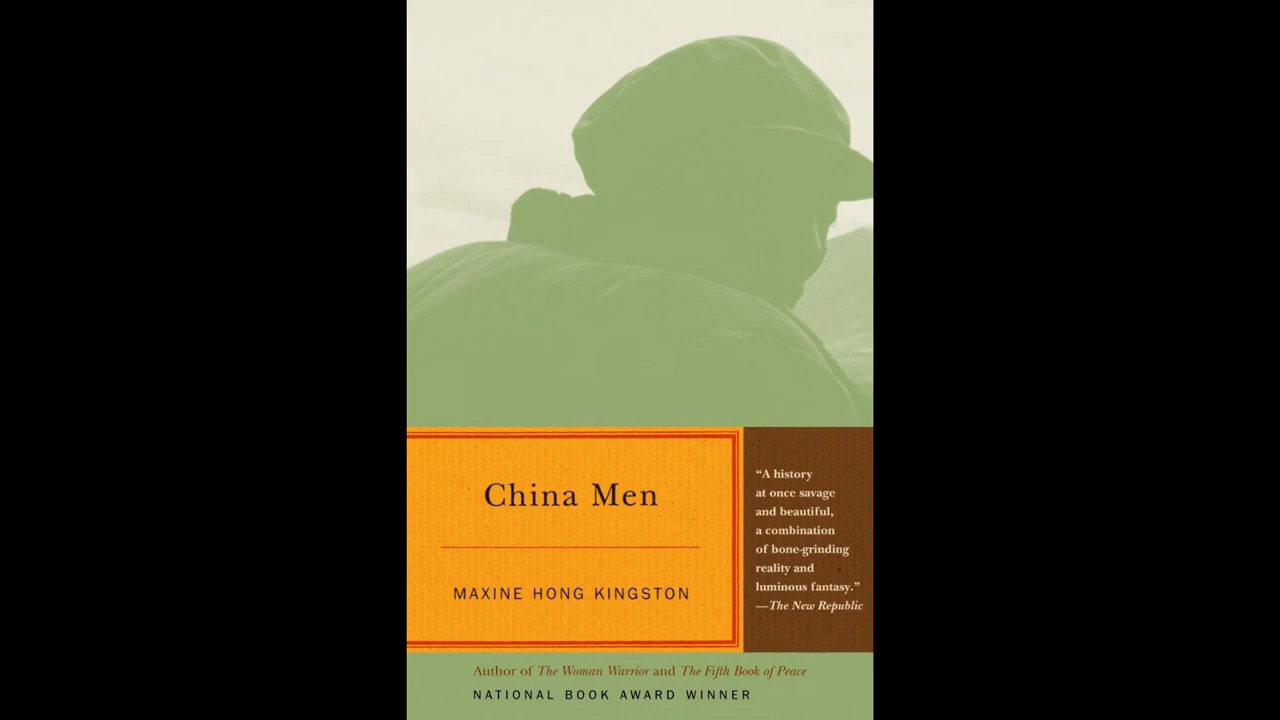 China Men
MAXINE HONG KINGSTON
“A history
at once savage
and beautiful,
a combination
of bone-grinding
reality and
luminous fantasy.”
—The New Republic
Author of The Woman Warrior and The Fifth Book of Peace
NATIONAL BOOK AWARD WINNER